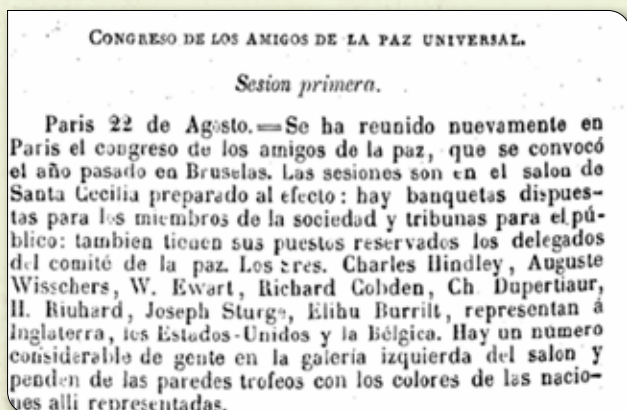 CONGRESO DE LOS AMIGOS DE LA PAZ UNIVERSAL.
Sesion primera.
Paris 22 de Agosto.=Se ha reunido nuevamente en
Paris el congreso de los amigos de la paz, que se convocó
el año pasado en Bruselas. Las sesiones son en el salon de
Santa Cecilia preparado al efecto: hay banquetas dispues-
tas para los miembros de la sociedad y tribunas para el pú-
blico: tambien tienen sus puestos reservados los delegados
del comité de la paz. Los sres. Charles Hindley, Auguste
Wisschers, W. Ewart, Richard Cobden, Ch. Dupertiaur,
H. Riuhard, Joseph Sturge, Elihu Burrilt, representan á
Inglaterra, los Estados-Unidos y la Bélgica. Hay un número
considerable de gente en la galería izquierda del salon y
penden de las paredes trofeos con los colores de las nacio-
nes alli representadas.